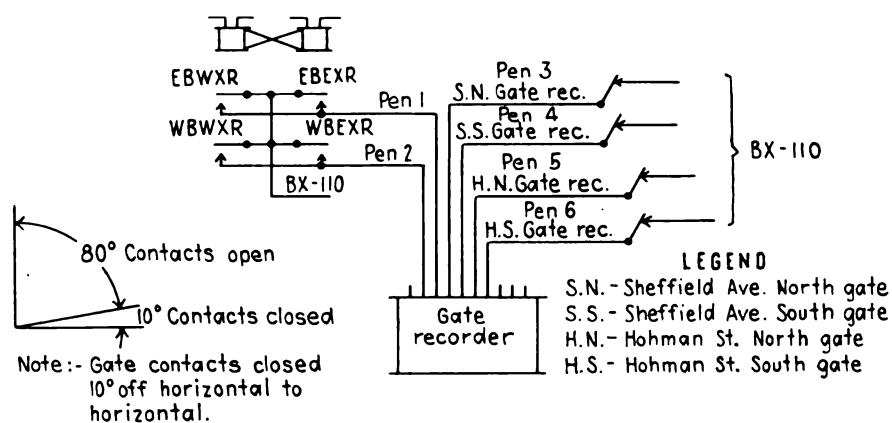 EBWXR EBEXR
Pen 1
WBWXR WBEXR
Pen 2
BX-110
Pen 3
S.N. Gate rec.
Pen 4
S.S. Gate rec.
Pen 5
H.N. Gate rec.
Pen 6
H.S. Gate rec.
BX-110
80° Contacts open
10° Contacts closed
Note:- Gate contacts closed
10° off horizontal to
horizontal.
Gate
recorder
LEGEND
S.N. - Sheffield Ave. North gate
S.S. - Sheffield Ave. South gate
H.N. - Hohman St. North gate
H.S. - Hohman St. South gate